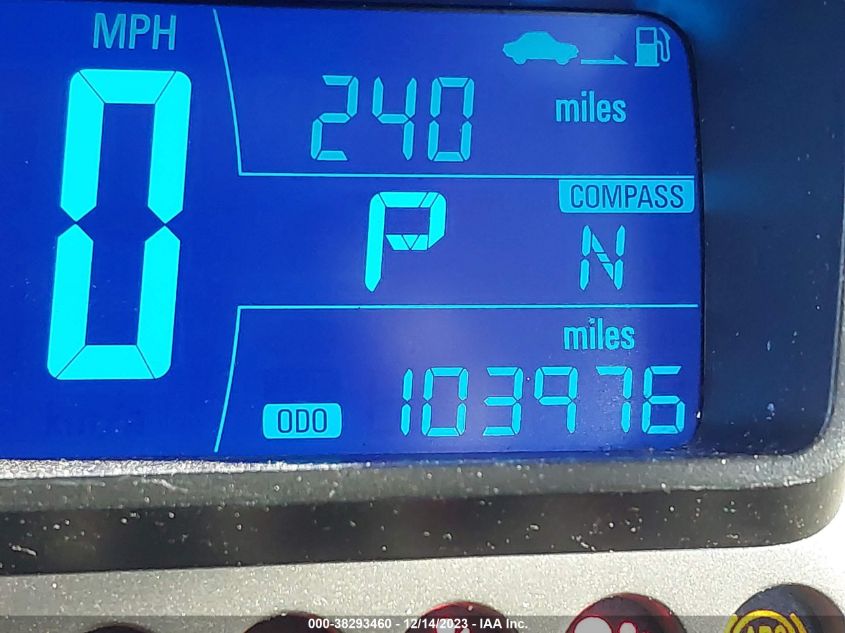 MPH
0
240 miles
P
COMPASS
N
miles
ODO 103976
000-38293460 - 12/14/2023 - IAA Inc.